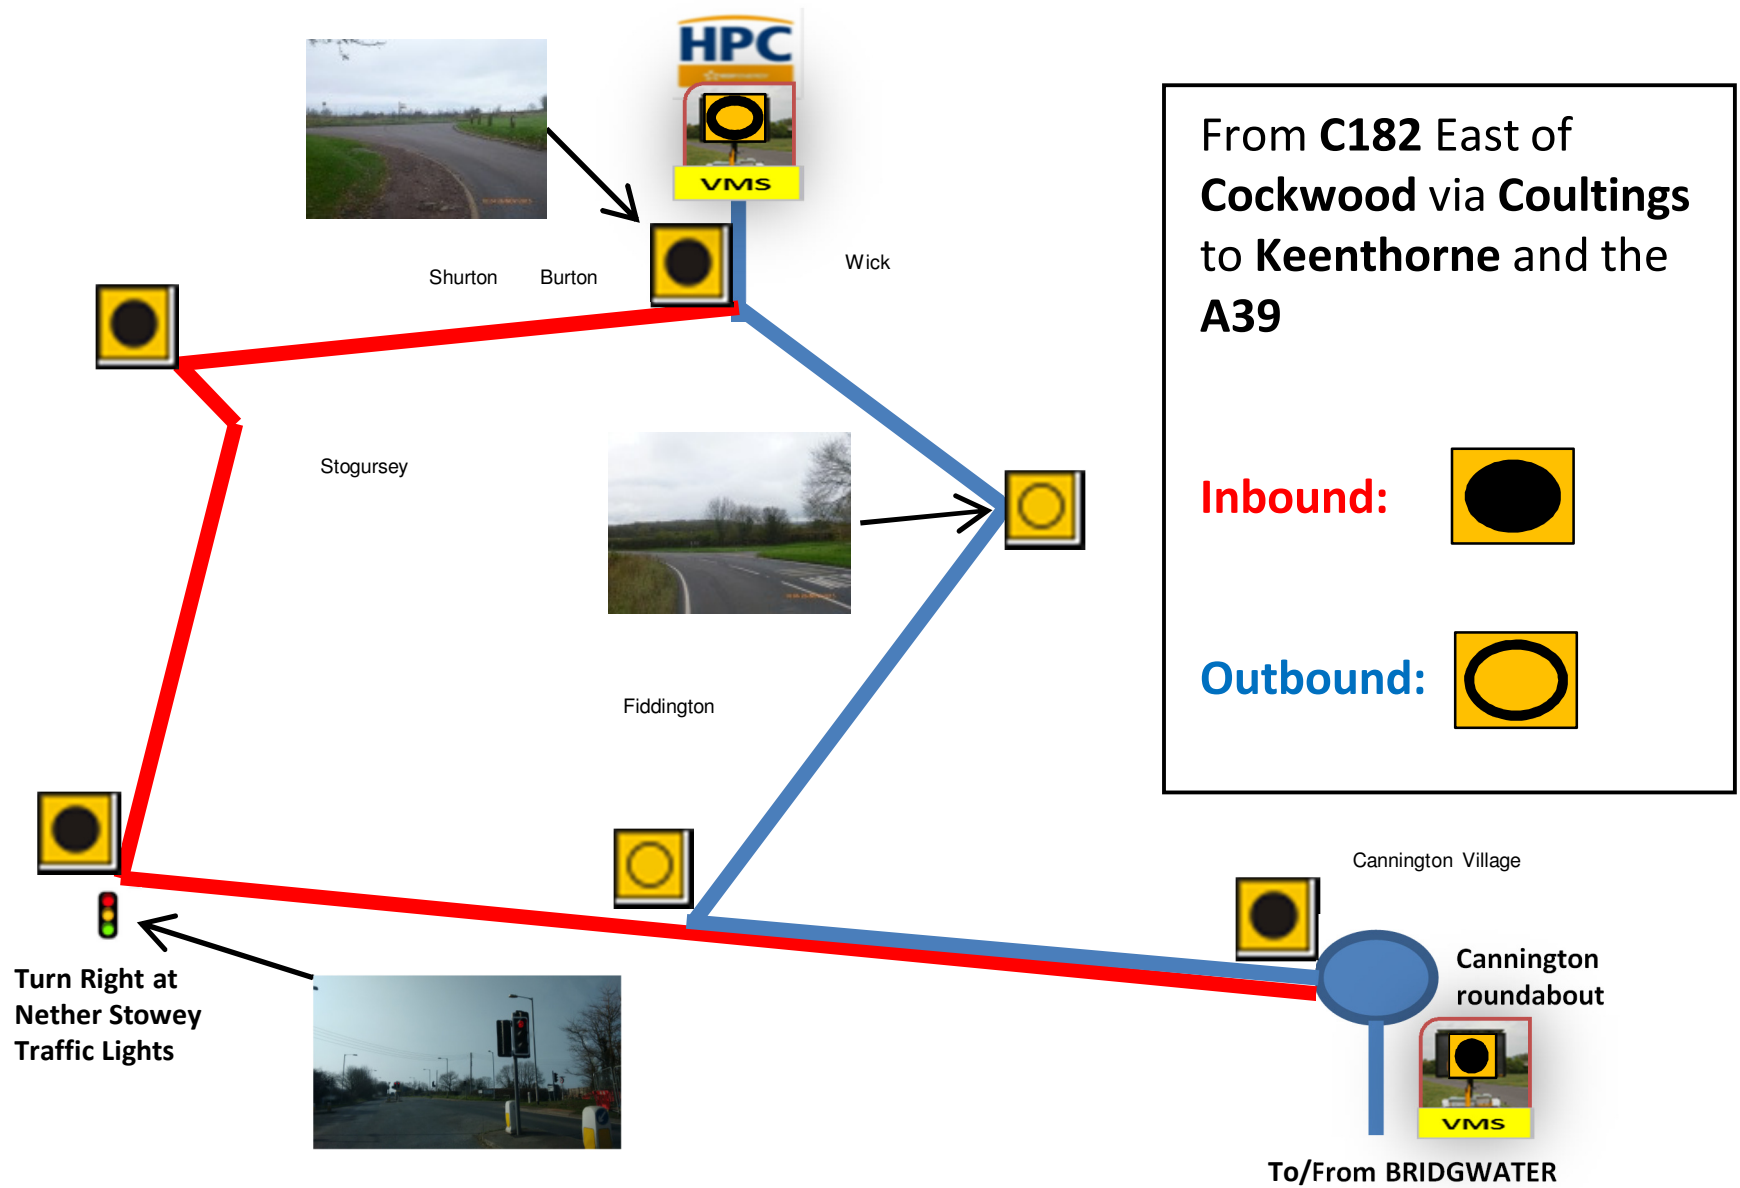 HPC
VMS
From C182 East of
Cockwood via Coultings
to Keenthorne and the
A39
Wick
Shurton
Burton
Stogursey
Inbound:
Fiddington
Outbound:
Cannington Village
Cannington
roundabout
Turn Right at
Nether Stowey
Traffic Lights
VMS
To/From BRIDGWATER